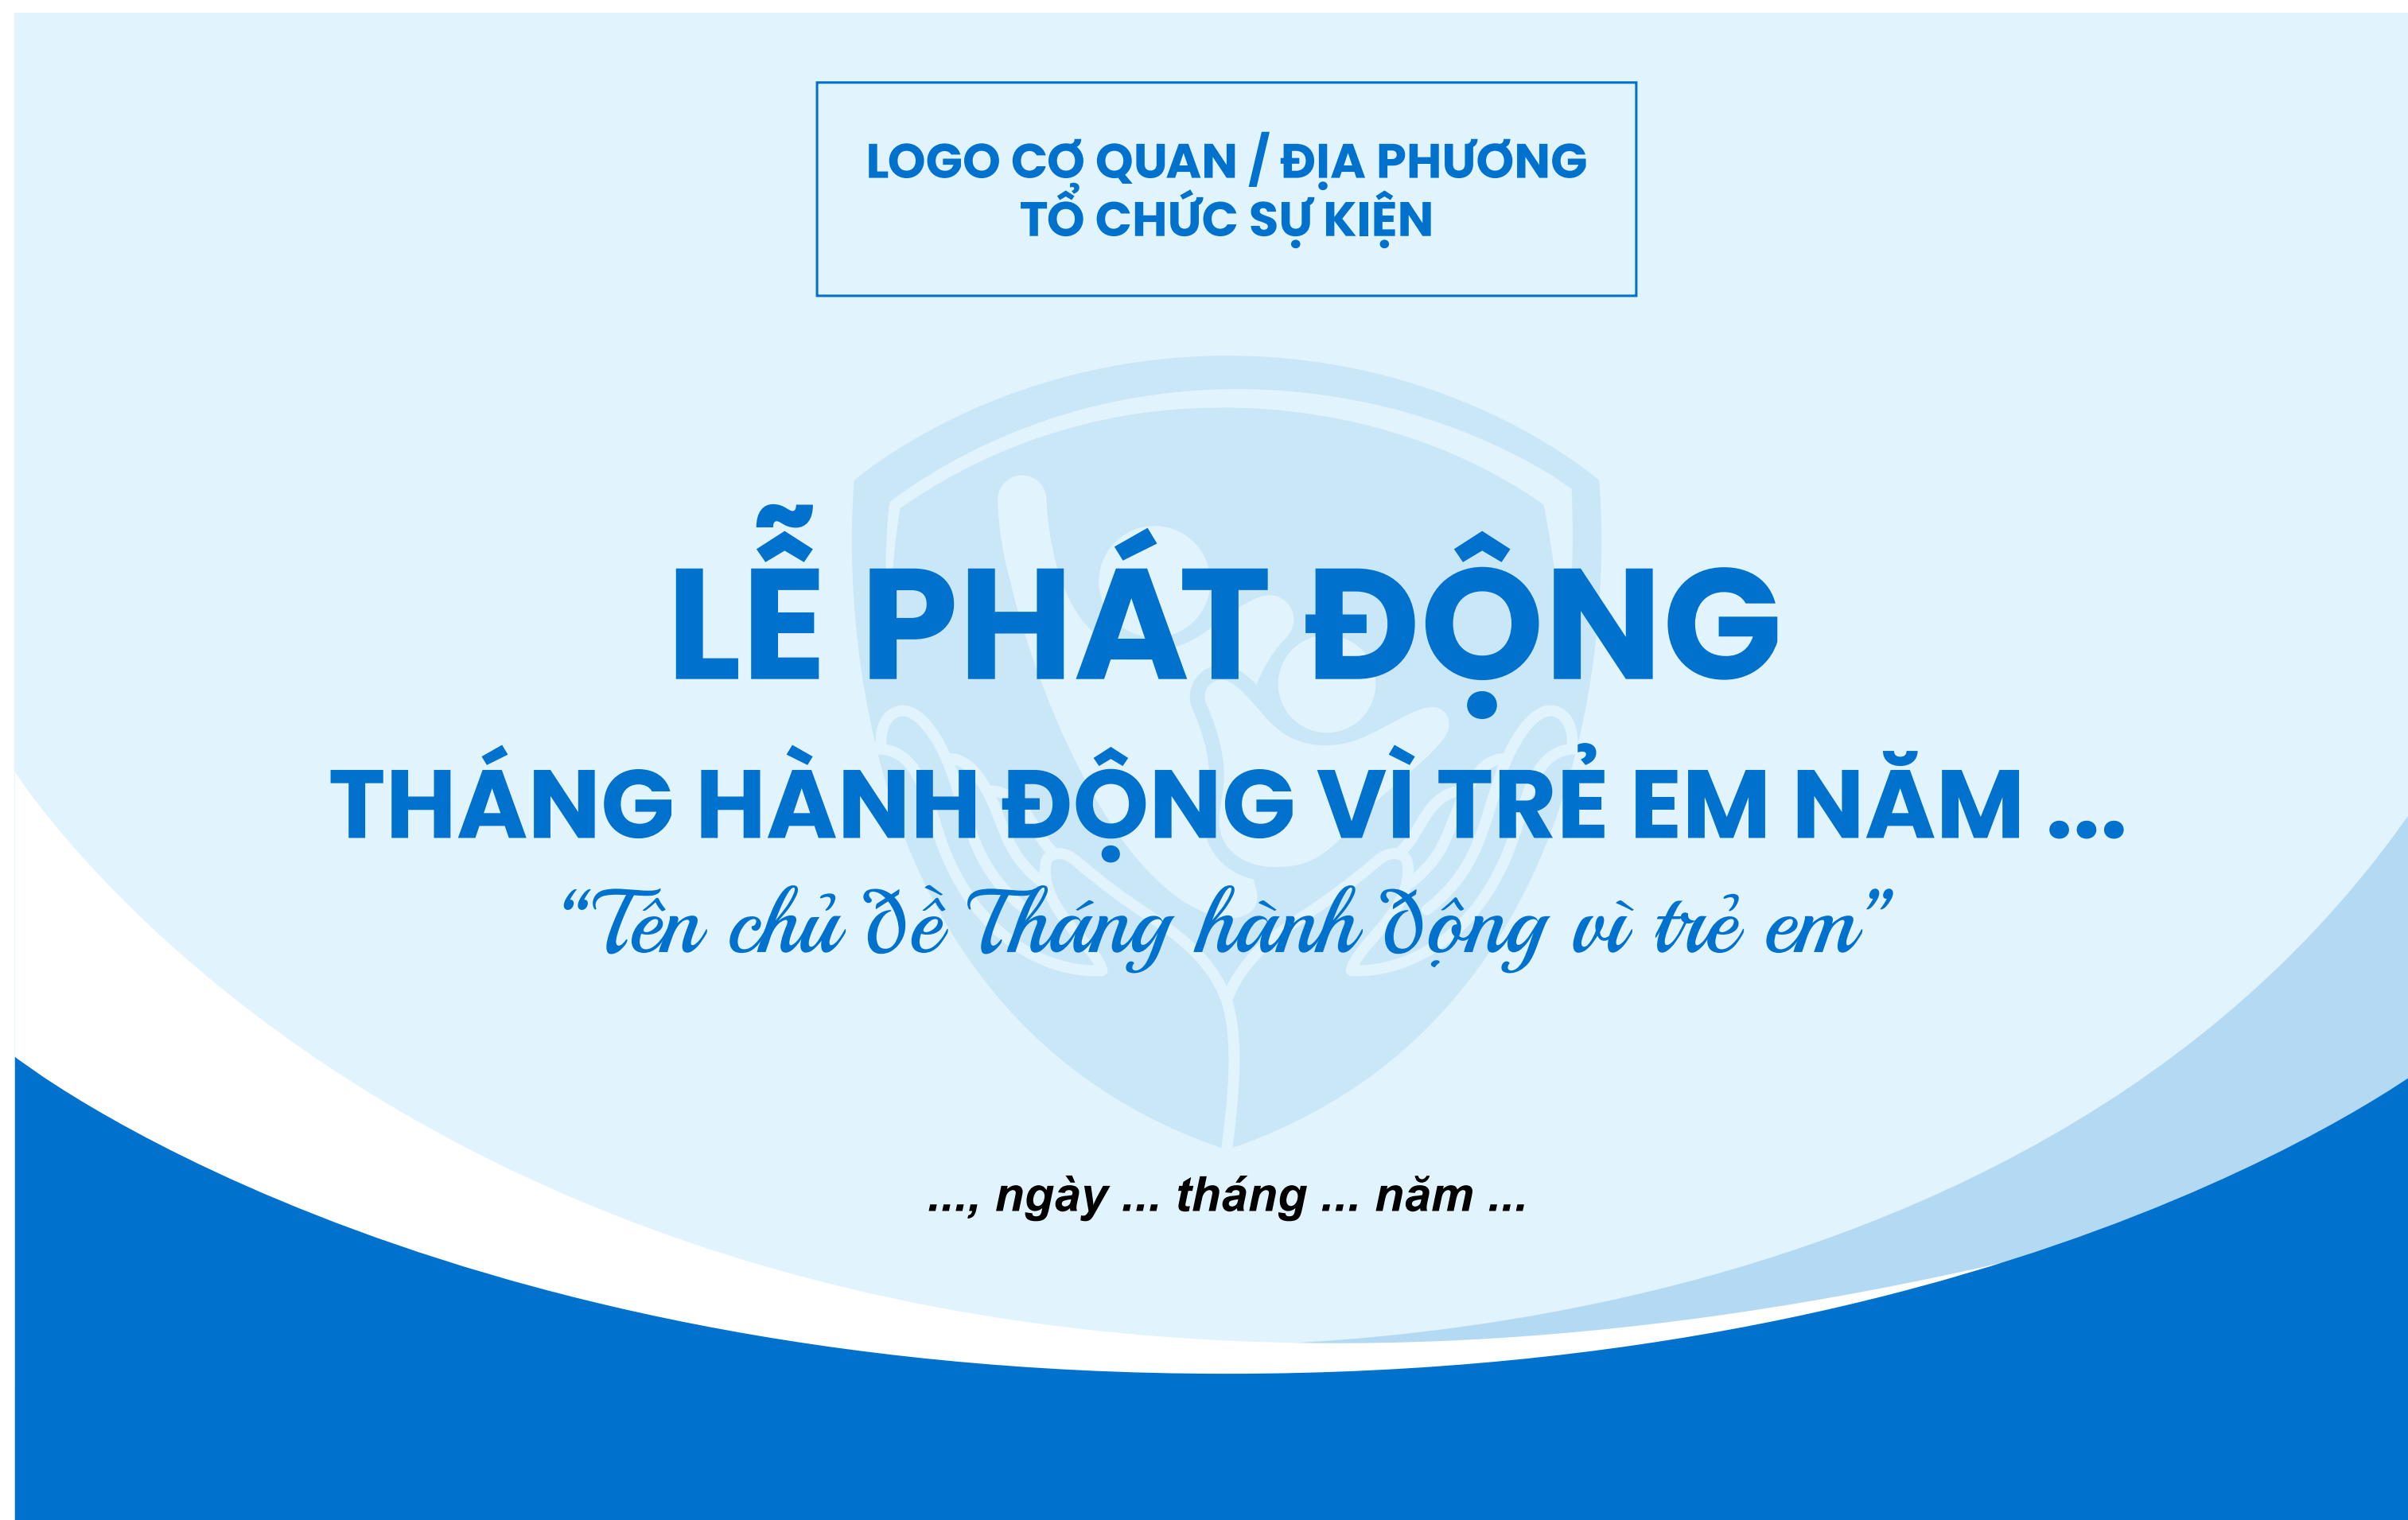 LOGO CƠ QUAN / ĐỊA PHƯƠNG
TỔ CHỨC SỰ KIỆN
LỄ PHÁT ĐỘNG
THÁNG HÀNH ĐỘNG VÌ TRẺ EM NĂM ...
“Tên chủ đề Tháng hành động vì trẻ em”
..., ngày ... tháng ... năm ...